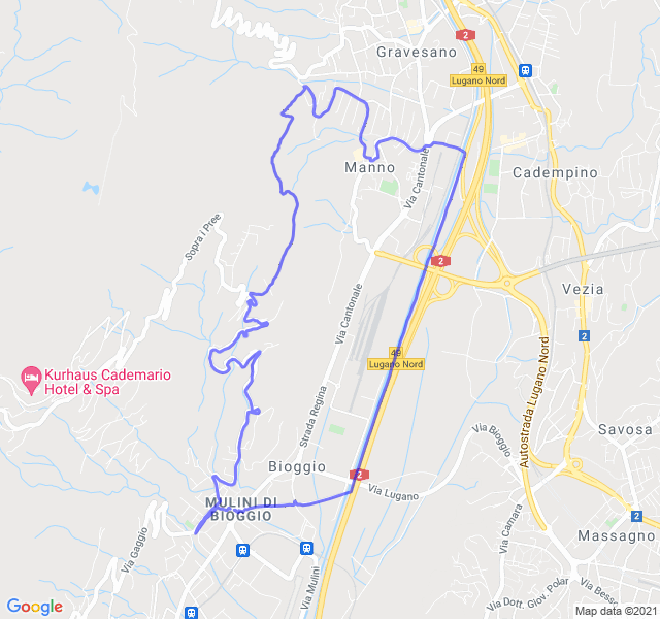 2
Gravesano
49
Lugano Nord
Manno
Via Cantonale
Cadempino
Sopra i Pree
2
Vezia
Via Cantonale
2
49
Lugano Nord
Kurhaus Cademario
Hotel & Spa
Autostrada Lugano Nord
Strada Regina
Via Bioggio
Savosa
Bioggio
2
Via Lugano
MULINI DI
BIOGGIO
Via Camara
2
Massagno
Via Gaggio
Via Mulini
Via Dott. Giov. Polar
Via Besso
Google
Map data ©2021